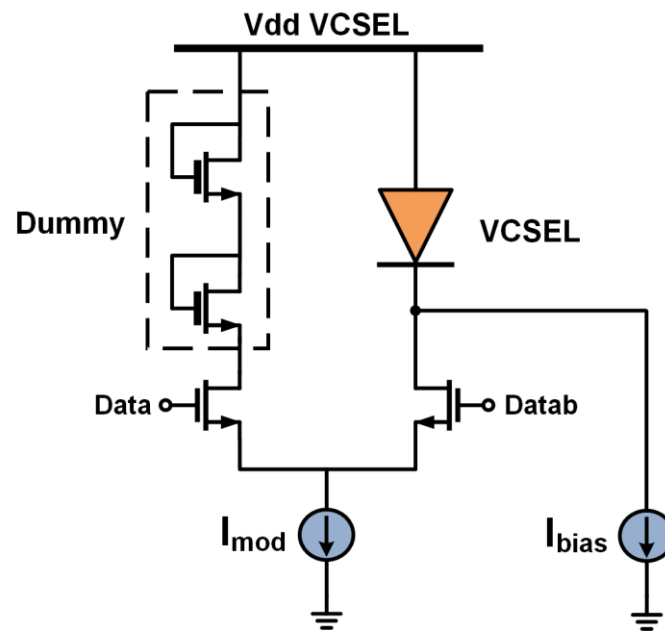 Vdd VCSEL
Dummy
VCSEL
Data
Datab
Imod
Ibias